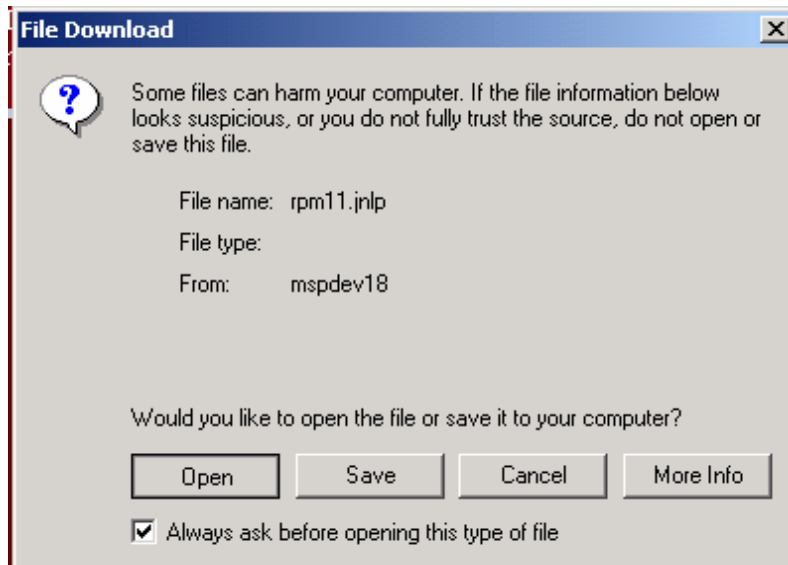 File Download
Some files can harm your computer. If the file information below
looks suspicious, or you do not fully trust the source, do not open or
save this file.
File name: rpm11.jnlp
File type:
From: mspdev18
Would you like to open the file or save it to your computer?
Open Save Cancel More Info
Always ask before opening this type of file